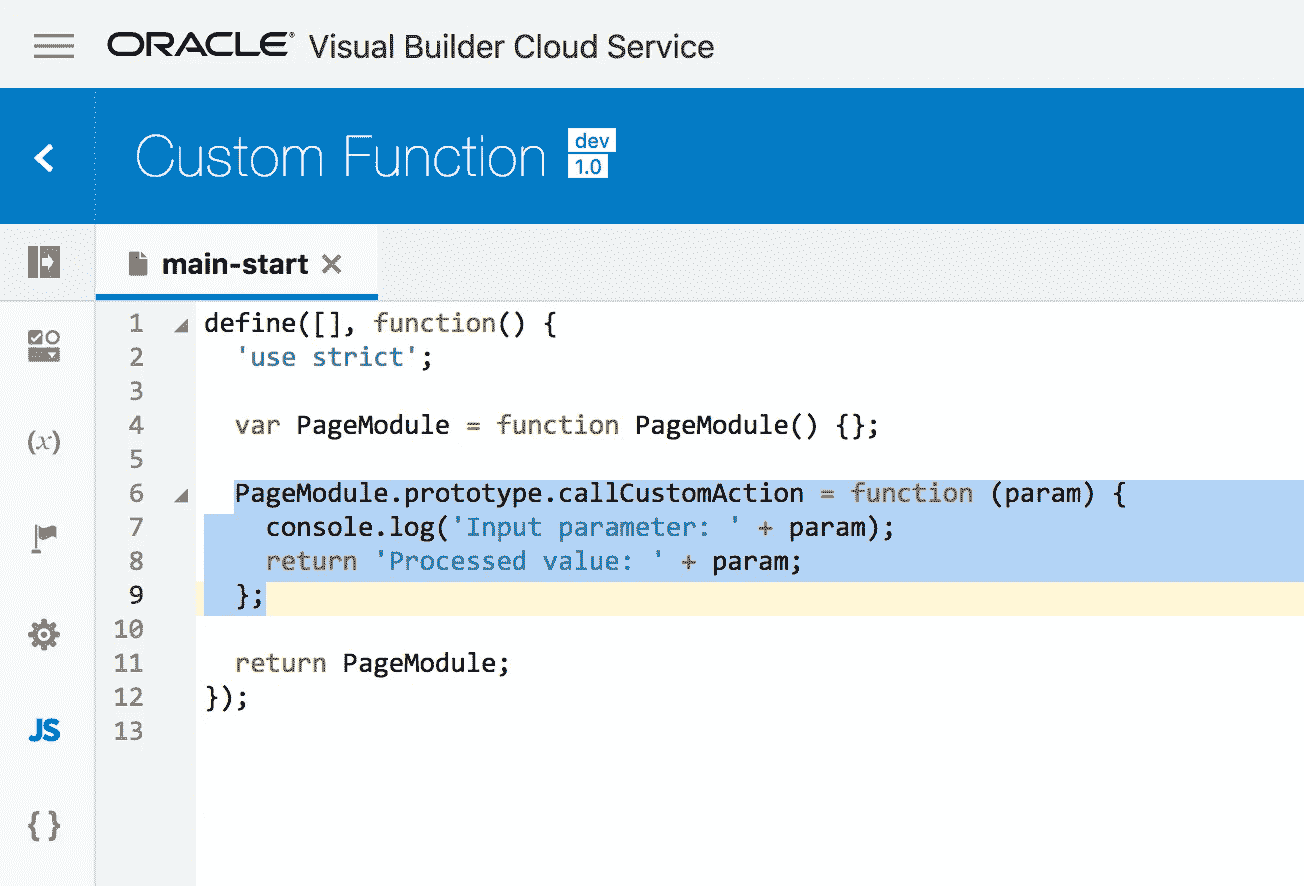 ORACLE® Visual Builder Cloud Service
Custom Function dev 1.0
main-start
1 define([], function() {
2 'use strict';
3
4 var PageModule = function PageModule() {};
5
6 PageModule.prototype.callCustomAction = function (param) {
7 console.log('Input parameter: ' + param);
8 return 'Processed value: ' + param;
9 };
10
11 return PageModule;
12 });
13
(x)
JS
{ }